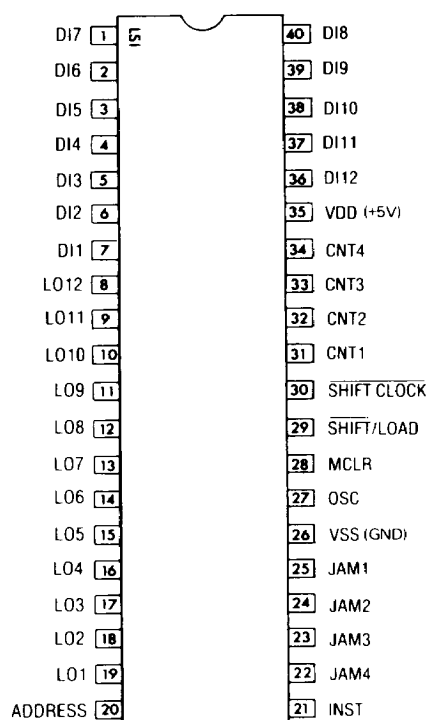 DI7 1 LSI 40 DI8
DI6 2 39 DI9
DI5 3 38 DI10
DI4 4 37 DI11
DI3 5 36 DI12
DI2 6 35 VDD (+5V)
DI1 7 34 CNT4
LO12 8 33 CNT3
LO11 9 32 CNT2
LO10 10 31 CNT1
LO9 11 30 SHIFT CLOCK
LO8 12 29 SHIFT/LOAD
LO7 13 28 MCLR
LO6 14 27 OSC
LO5 15 26 VSS (GND)
LO4 16 25 JAM1
LO3 17 24 JAM2
LO2 18 23 JAM3
LO1 19 22 JAM4
ADDRESS 20 21 INST